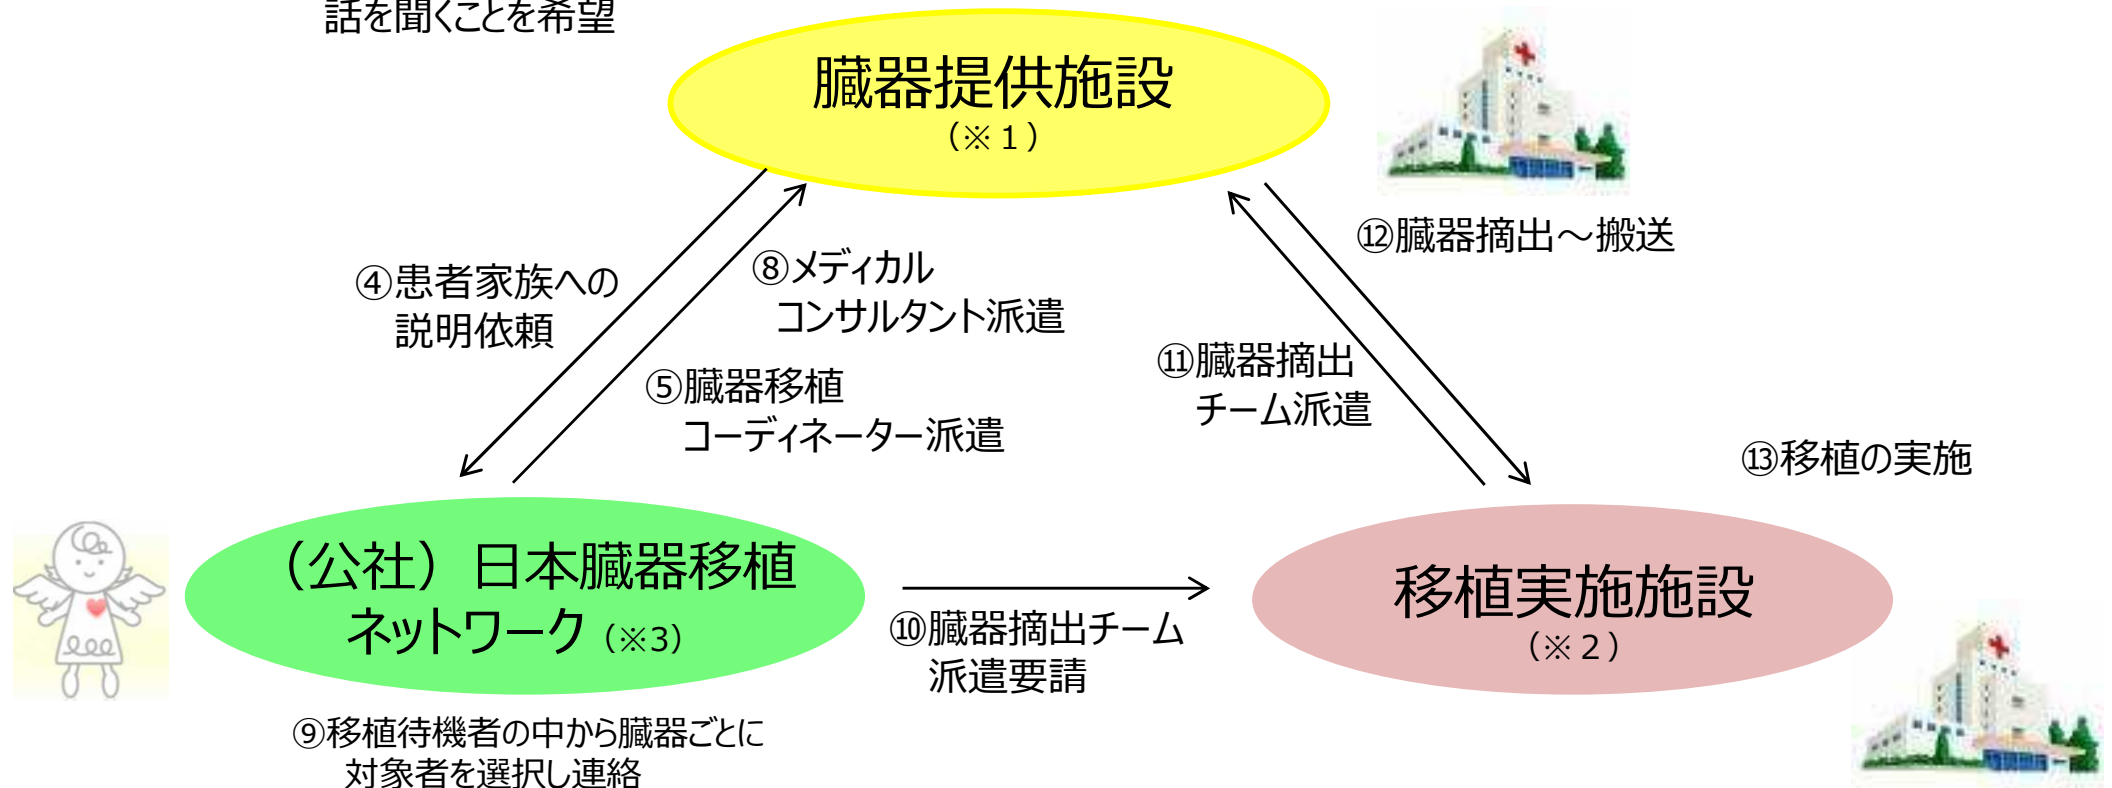 話を聞くことを希望
臓器提供施設
（※１）
⑫臓器摘出～搬送
④患者家族への
説明依頼
⑧メディカル
コンサルタント派遣
⑤臓器移植
コーディネーター派遣
⑪臓器摘出
チーム派遣
⑬移植の実施
（公社）日本臓器移植
ネットワーク（※3）
⑩臓器摘出チーム
派遣要請
移植実施施設
（※２）
⑨移植待機者の中から臓器ごとに
対象者を選択し連絡